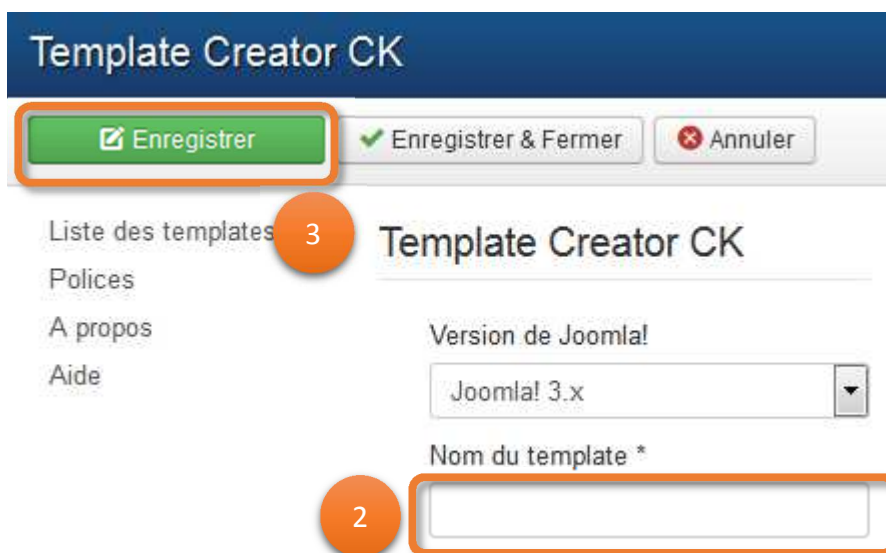 Template Creator CK
Enregistrer
Enregistrer & Fermer
Annuler
Liste des templates
3
Template Creator CK
Polices
A propos
Aide
Version de Joomla!
Joomla! 3.x
Nom du template *
2